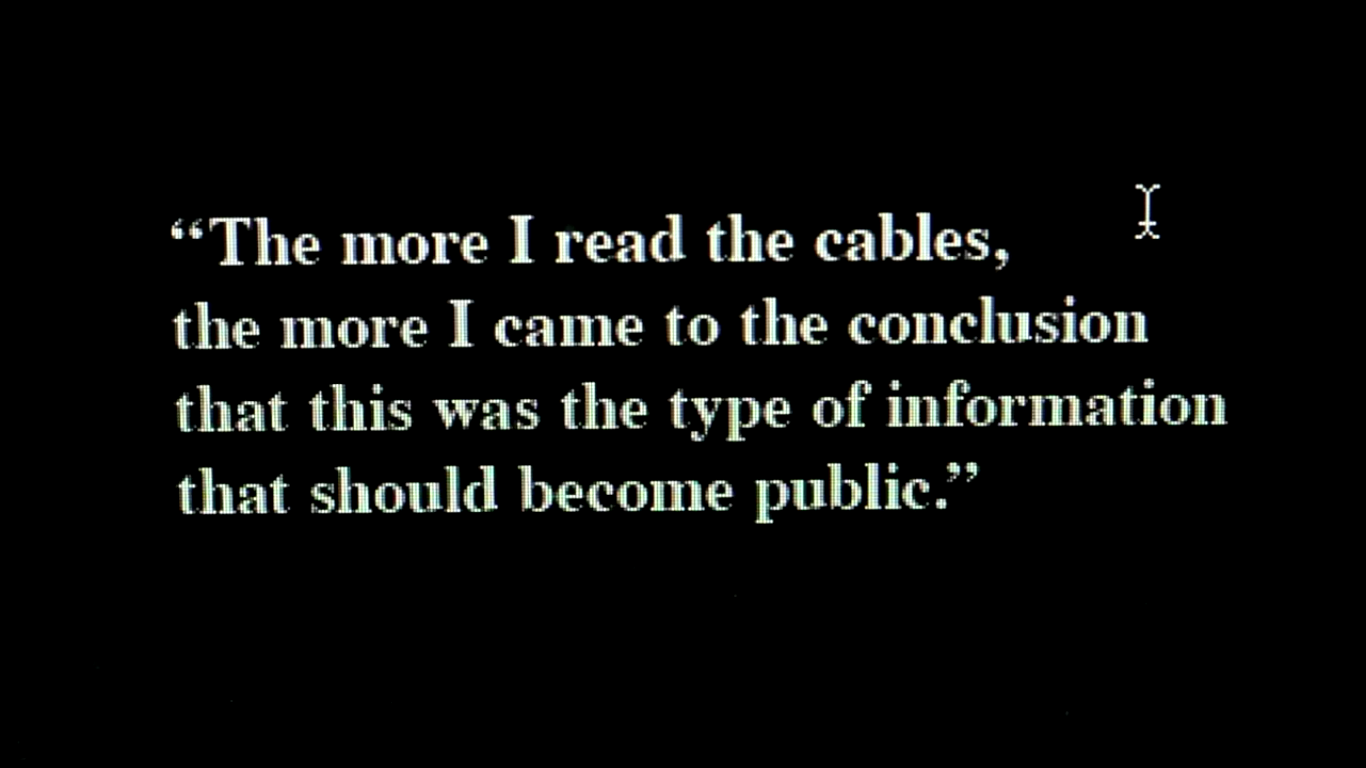 “The more I read the cables,
the more I came to the conclusion
that this was the type of information
that should become public.”